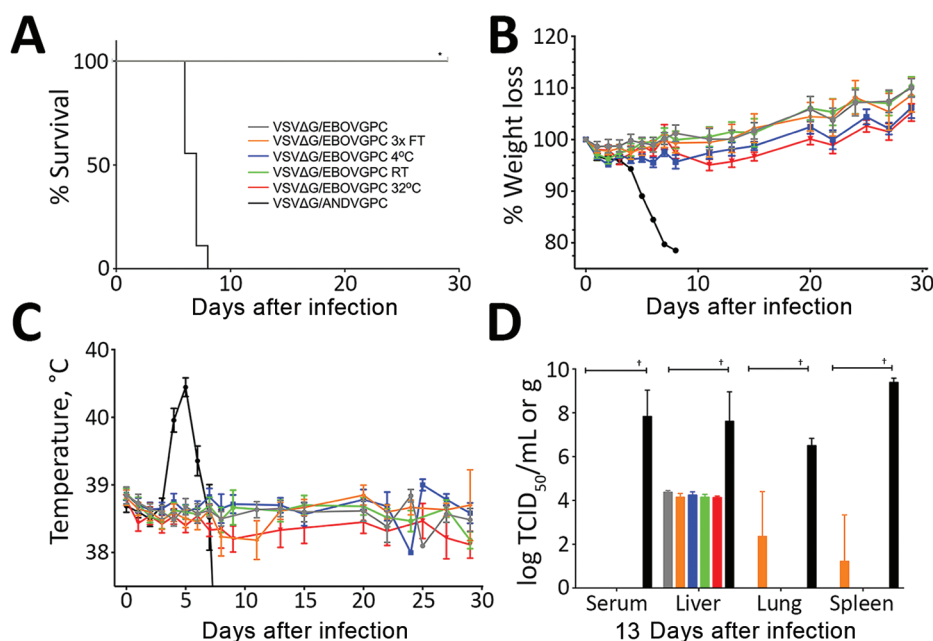 A
% Survival
100
50
0
0
10
20
30
Days after infection
VSVΔG/EBOVGPC
VSVΔG/EBOVGPC 3x FT
VSVΔG/EBOVGPC 4ºC
VSVΔG/EBOVGPC RT
VSVΔG/EBOVGPC 32ºC
VSVΔG/ANDVGPC
*
B
% Weight loss
120
110
100
90
80
0
10
20
30
Days after infection
C
Temperature, °C
40
40
39
38
0
5
10
15
20
25
30
Days after infection
D
log TCID50/mL or g
10
8
6
4
2
0
†
†
†
†
Serum
Liver
Lung
Spleen
13 Days after infection